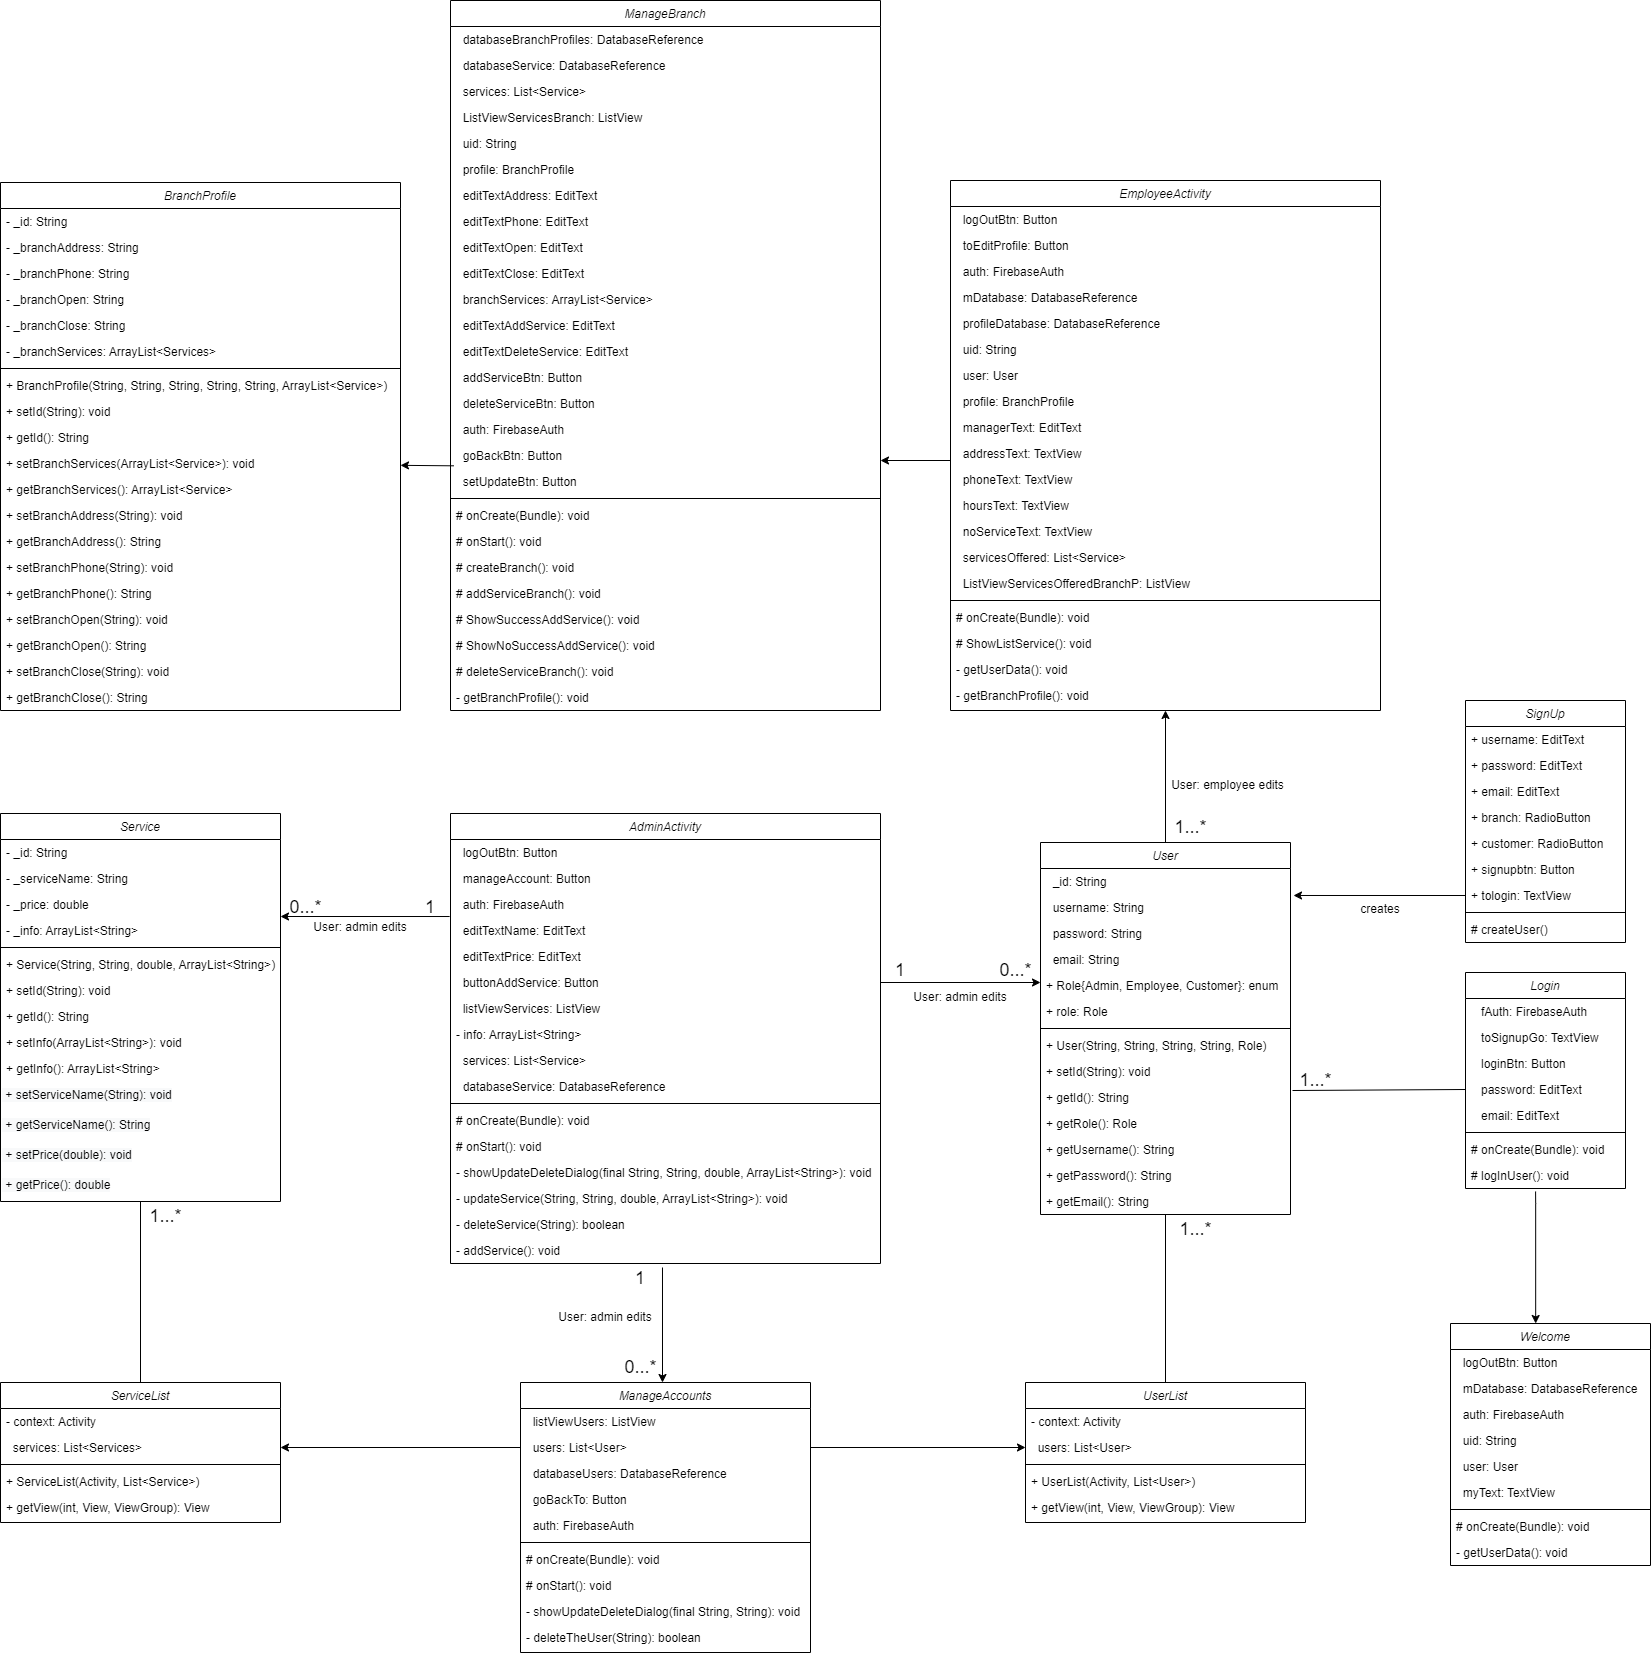 ManageBranch
databaseBranchProfiles: DatabaseReference
databaseService: DatabaseReference
services: List<Service>
ListViewServicesBranch: ListView
uid: String
profile: BranchProfile
editTextAddress: EditText
editTextPhone: EditText
editTextOpen: EditText
editTextClose: EditText
branchServices: ArrayList<Service>
editTextAddService: EditText
editTextDeleteService: EditText
addServiceBtn: Button
deleteServiceBtn: Button
auth: FirebaseAuth
goBackBtn: Button
setUpdateBtn: Button
# onCreate(Bundle): void
# onStart(): void
# createBranch(): void
# addServiceBranch(): void
# ShowSuccessAddService(): void
# ShowNoSuccessAddService(): void
# deleteServiceBranch(): void
- getBranchProfile(): void
BranchProfile
- _id: String
- _branchAddress: String
- _branchPhone: String
- _branchOpen: String
- _branchClose: String
- _branchServices: ArrayList<Services>
+ BranchProfile(String, String, String, String, String, ArrayList<Service>)
+ setId(String): void
+ getId(): String
+ setBranchServices(ArrayList<Service>): void
+ getBranchServices(): ArrayList<Service>
+ setBranchAddress(String): void
+ getBranchAddress(): String
+ setBranchPhone(String): void
+ getBranchPhone(): String
+ setBranchOpen(String): void
+ getBranchOpen(): String
+ setBranchClose(String): void
+ getBranchClose(): String
EmployeeActivity
logOutBtn: Button
toEditProfile: Button
auth: FirebaseAuth
mDatabase: DatabaseReference
profileDatabase: DatabaseReference
uid: String
user: User
profile: BranchProfile
managerText: EditText
addressText: TextView
phoneText: TextView
hoursText: TextView
noServiceText: TextView
servicesOffered: List<Service>
ListViewServicesOfferedBranchP: ListView
# onCreate(Bundle): void
# ShowListService(): void
- getUserData(): void
- getBranchProfile(): void
User: employee edits
1...*
SignUp
+ username: EditText
+ password: EditText
+ email: EditText
+ branch: RadioButton
+ customer: RadioButton
+ signupbtn: Button
+ tologin: TextView
# createUser()
creates
Service
- _id: String
- _serviceName: String
- _price: double
- _info: ArrayList<String>
+ Service(String, String, double, ArrayList<String>)
+ setId(String): void
+ getId(): String
+ setInfo(ArrayList<String>): void
+ getInfo(): ArrayList<String>
+ setServiceName(String): void
+ getServiceName(): String
+ setPrice(double): void
+ getPrice(): double
0...*
1
User: admin edits
AdminActivity
logOutBtn: Button
manageAccount: Button
auth: FirebaseAuth
editTextName: EditText
editTextPrice: EditText
buttonAddService: Button
listViewServices: ListView
- info: ArrayList<String>
services: List<Service>
databaseService: DatabaseReference
# onCreate(Bundle): void
# onStart(): void
- showUpdateDeleteDialog(final String, String, double, ArrayList<String>): void
- updateService(String, String, double, ArrayList<String>): void
- deleteService(String): boolean
- addService(): void
1
0...*
User: admin edits
User
_id: String
username: String
password: String
email: String
+ Role{Admin, Employee, Customer}: enum
+ role: Role
+ User(String, String, String, String, Role)
+ setId(String): void
+ getId(): String
+ getRole(): Role
+ getUsername(): String
+ getPassword(): String
+ getEmail(): String
1...*
Login
fAuth: FirebaseAuth
toSignupGo: TextView
loginBtn: Button
password: EditText
email: EditText
# onCreate(Bundle): void
# logInUser(): void
1...*
1
User: admin edits
0...*
1...*
ServiceList
- context: Activity
services: List<Services>
+ ServiceList(Activity, List<Service>)
+ getView(int, View, ViewGroup): View
ManageAccounts
listViewUsers: ListView
users: List<User>
databaseUsers: DatabaseReference
goBackTo: Button
auth: FirebaseAuth
# onCreate(Bundle): void
# onStart(): void
- showUpdateDeleteDialog(final String, String): void
- deleteTheUser(String): boolean
UserList
- context: Activity
users: List<User>
+ UserList(Activity, List<User>)
+ getView(int, View, ViewGroup): View
Welcome
logOutBtn: Button
mDatabase: DatabaseReference
auth: FirebaseAuth
uid: String
user: User
myText: TextView
# onCreate(Bundle): void
- getUserData(): void